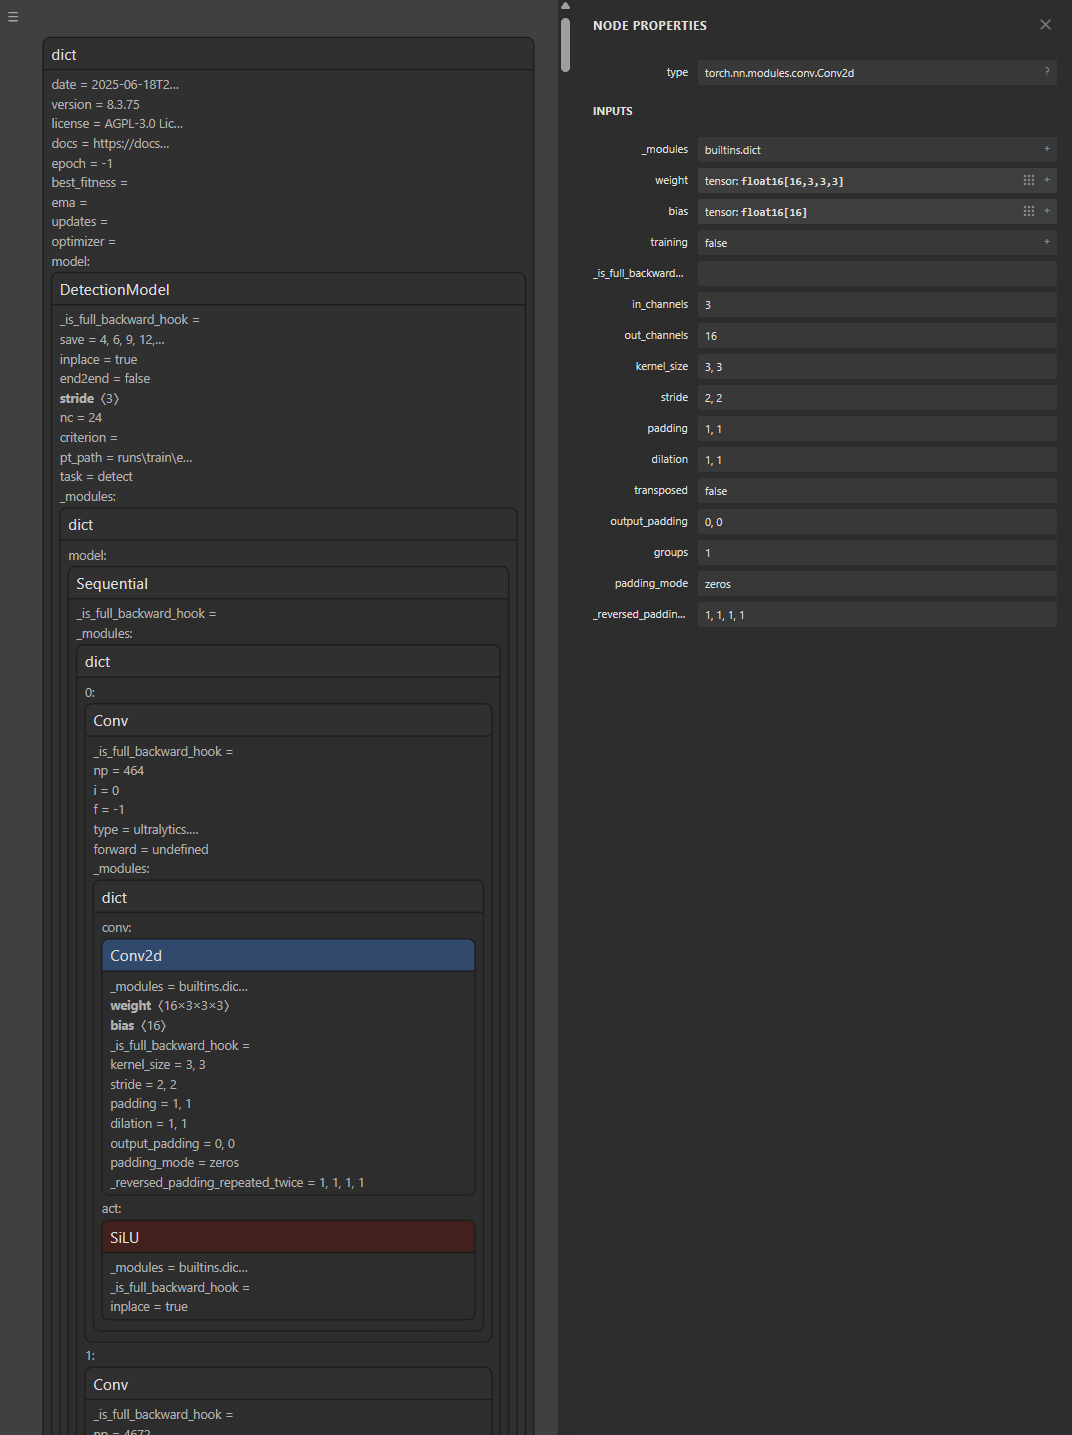 dict
date = 2025-06-18T2...
version = 8.3.75
license = AGPL-3.0 Lic...
docs = https://docs...
epoch = -1
best_fitness =
ema =
updates =
optimizer =
model:
DetectionModel
_is_full_backward_hook =
save = 4, 6, 9, 12,...
inplace = true
end2end = false
stride〈3〉
nc = 24
criterion =
pt_path = runs\train\e...
task = detect
_modules:
dict
model:
Sequential
_is_full_backward_hook =
_modules:
dict
0:
Conv
_is_full_backward_hook =
np = 464
i = 0
f = -1
type = ultralytics....
forward = undefined
_modules:
dict
conv:
Conv2d
_modules = builtins.dic...
weight〈16×3×3×3〉
bias〈16〉
_is_full_backward_hook =
kernel_size = 3, 3
stride = 2, 2
padding = 1, 1
dilation = 1, 1
output_padding = 0, 0
padding_mode = zeros
_reversed_padding_repeated_twice = 1, 1, 1, 1
act:
SiLU
_modules = builtins.dic...
_is_full_backward_hook =
inplace = true
1:
Conv
_is_full_backward_hook =
np = 4672
NODE PROPERTIES
type torch.nn.modules.conv.Conv2d ?
INPUTS
_modules builtins.dict +
weight tensor: float16[16,3,3,3] +
bias tensor: float16[16] +
training false +
_is_full_backward...
in_channels 3
out_channels 16
kernel_size 3, 3
stride 2, 2
padding 1, 1
dilation 1, 1
transposed false
output_padding 0, 0
groups 1
padding_mode zeros
_reversed_paddin... 1, 1, 1, 1